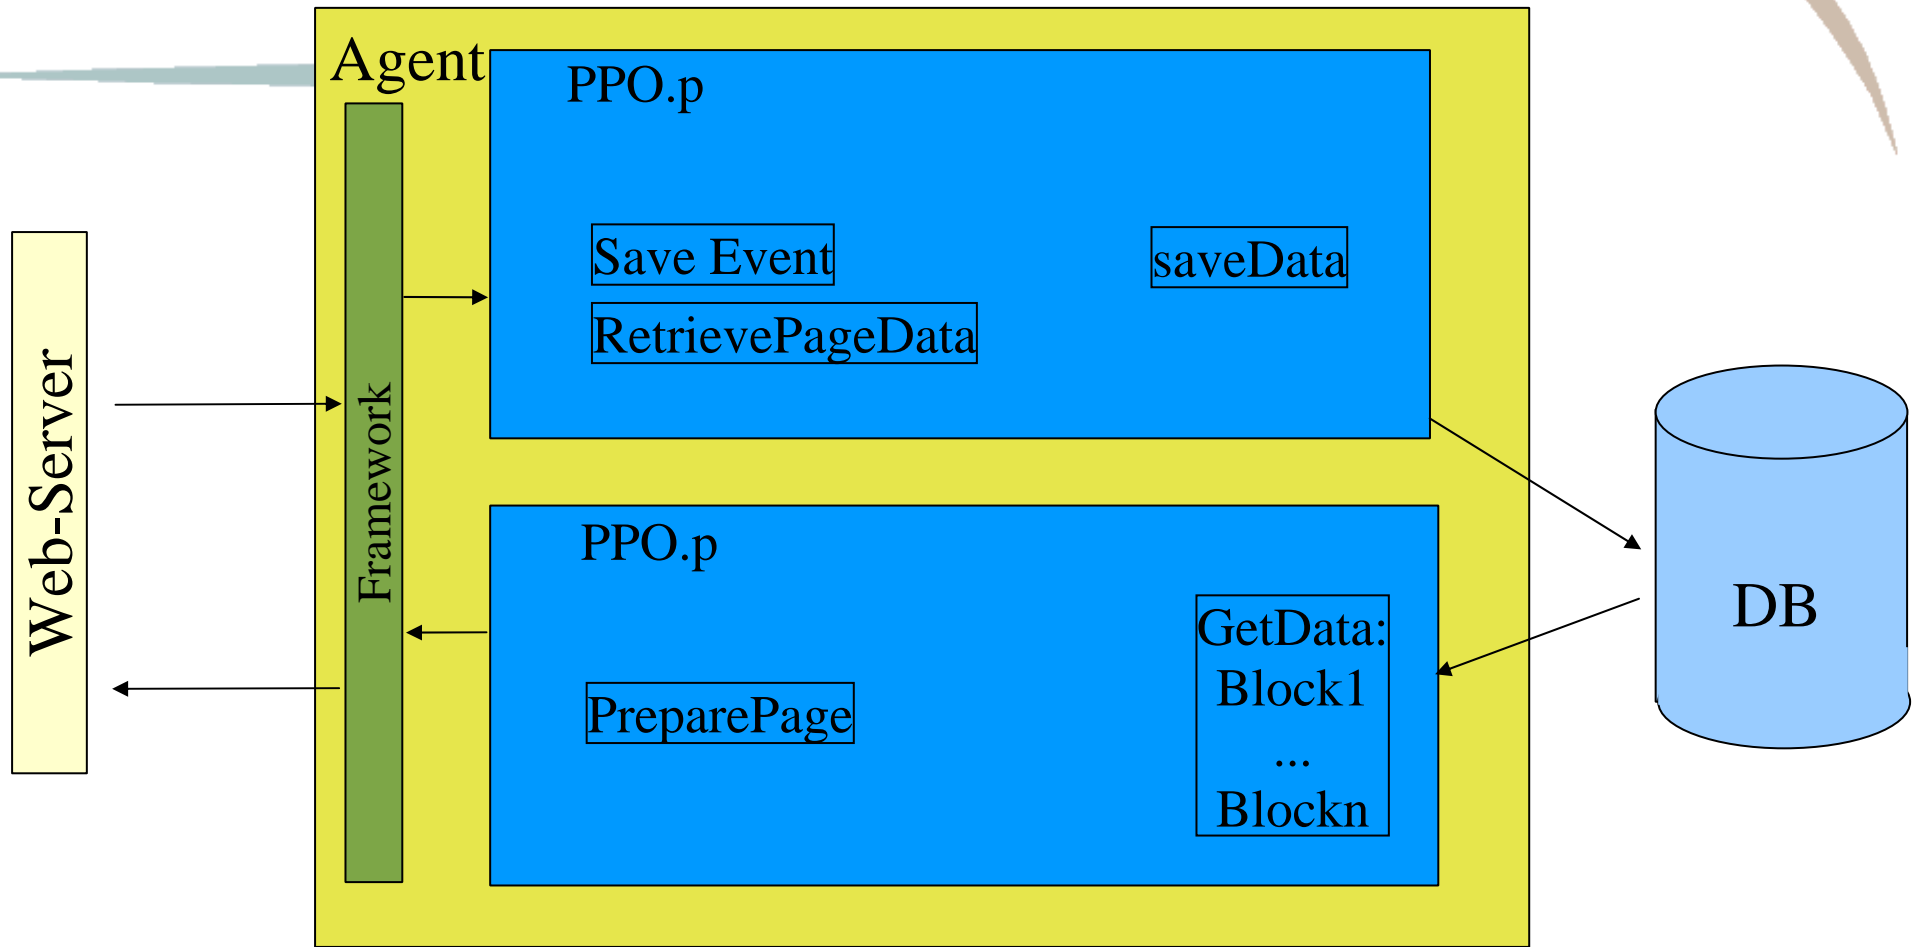 Agent
PPO.p
Save Event
saveData
RetrievePageData
Web-Server
Framework
PPO.p
GetData:
Block1
...
Blockn
PreparePage
DB